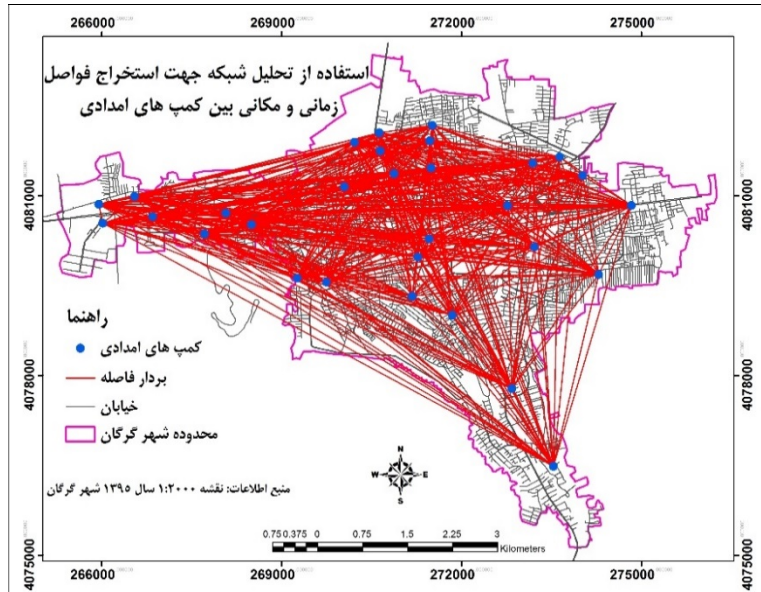 266000 269000 272000 275000
استفاده از تحلیل شبکه جهت استخراج فواصل
زمانی و مکانی بین کمپ های امدادی
4081000 4081000
راهنما
کمپ های امدادی
بردار فاصله
خیابان
محدوده شهر گرگان
4078000 4078000
N
W E
S
منبع اطلاعات: نقشه ۱:۲۰۰۰ سال ۱۳۹۵ شهر گرگان
0.75 0.375 0 0.75 1.5 2.25 3
Kilometers
4075000 4075000
266000 269000 272000 275000